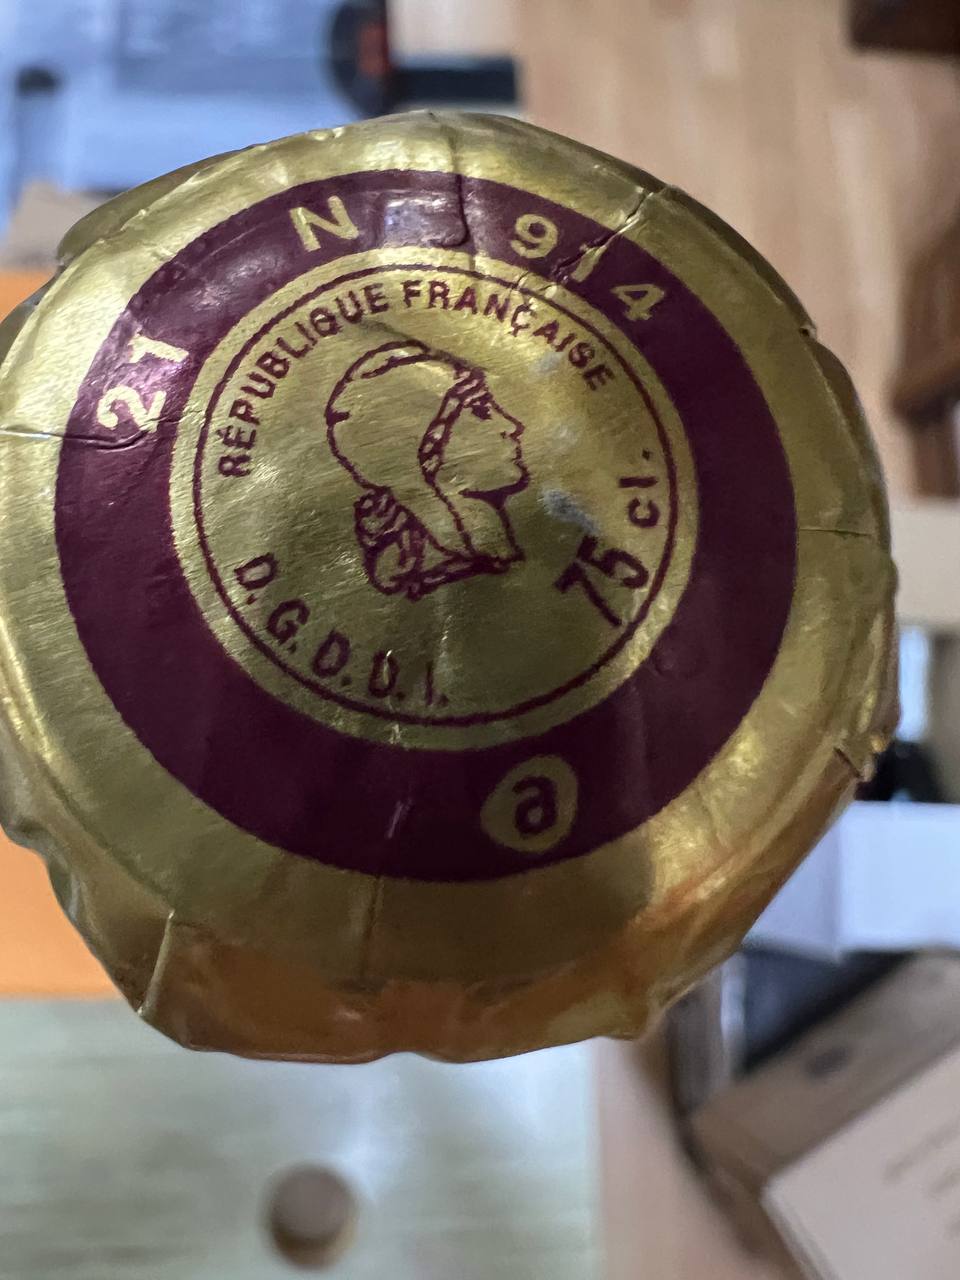 21 N 914
RÉPUBLIQUE FRANÇAISE
75 cl.
D.G.D.D.I.
a